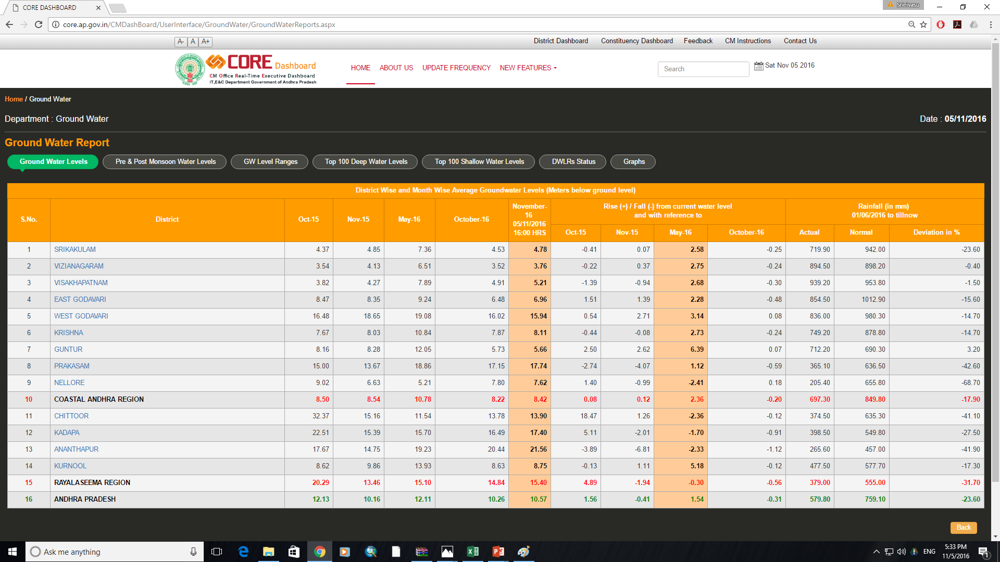 CORE DASHBOARD
Srinivasu
core.ap.gov.in/CMDashBoard/UserInterface/GroundWater/GroundWaterReports.aspx
A- A A+
District Dashboard Constituency Dashboard Feedback CM Instructions Contact Us
CORE Dashboard
CM Office Real-Time Executive Dashboard
IT,E&C Department Government of Andhra Pradesh
HOME ABOUT US UPDATE FREQUENCY NEW FEATURES
Search
Sat Nov 05 2016
Home / Ground Water
Department : Ground Water
Date : 05/11/2016
Ground Water Report
Ground Water Levels Pre & Post Monsoon Water Levels GW Level Ranges Top 100 Deep Water Levels Top 100 Shallow Water Levels DWLRs Status Graphs
District Wise and Month Wise Average Groundwater Levels (Meters below ground level)
S.No. District Oct-15 Nov-15 May-16 October-16 November-16 05/11/2016 16:00 HRS Rise (+) / Fall (-) from current water level and with reference to Rainfall (in mm) 01/06/2016 to tillnow
Oct-15 Nov-15 May-16 October-16 Actual Normal Deviation in %
1 SRIKAKULAM 4.37 4.85 7.36 4.53 4.78 -0.41 0.07 2.58 -0.25 719.90 942.00 -23.60
2 VIZIANAGARAM 3.54 4.13 6.51 3.52 3.76 -0.22 0.37 2.75 -0.24 894.50 898.20 -0.40
3 VISAKHAPATNAM 3.82 4.27 7.89 4.91 5.21 -1.39 -0.94 2.68 -0.30 939.20 953.80 -1.50
4 EAST GODAVARI 8.47 8.35 9.24 6.48 6.96 1.51 1.39 2.28 -0.48 854.50 1012.90 -15.60
5 WEST GODAVARI 16.48 18.65 19.08 16.02 15.94 0.54 2.71 3.14 0.08 836.00 980.30 -14.70
6 KRISHNA 7.67 8.03 10.84 7.87 8.11 -0.44 -0.08 2.73 -0.24 749.20 878.80 -14.70
7 GUNTUR 8.16 8.28 12.05 5.73 5.66 2.50 2.62 6.39 0.07 712.20 690.30 3.20
8 PRAKASAM 15.00 13.67 18.86 17.15 17.74 -2.74 -4.07 1.12 -0.59 365.10 636.50 -42.60
9 NELLORE 9.02 6.63 5.21 7.80 7.62 1.40 -0.99 -2.41 0.18 205.40 655.80 -68.70
10 COASTAL ANDHRA REGION 8.50 8.54 10.78 8.22 8.42 0.08 0.12 2.36 -0.20 697.30 849.80 -17.90
11 CHITTOOR 32.37 15.16 11.54 13.78 13.90 18.47 1.26 -2.36 -0.12 374.50 635.30 -41.10
12 KADAPA 22.51 15.39 15.70 16.49 17.40 5.11 -2.01 -1.70 -0.91 398.50 549.80 -27.50
13 ANANTHAPUR 17.67 14.75 19.23 20.44 21.56 -3.89 -6.81 -2.33 -1.12 265.60 457.00 -41.90
14 KURNOOL 8.62 9.86 13.93 8.63 8.75 -0.13 1.11 5.18 -0.12 477.50 577.70 -17.30
15 RAYALASEEMA REGION 20.29 13.46 15.10 14.84 15.40 4.89 -1.94 -0.30 -0.56 379.00 555.00 -31.70
16 ANDHRA PRADESH 12.13 10.16 12.11 10.26 10.57 1.56 -0.41 1.54 -0.31 579.80 759.10 -23.60
Back
Ask me anything
ENG
5:33 PM
11/5/2016
1